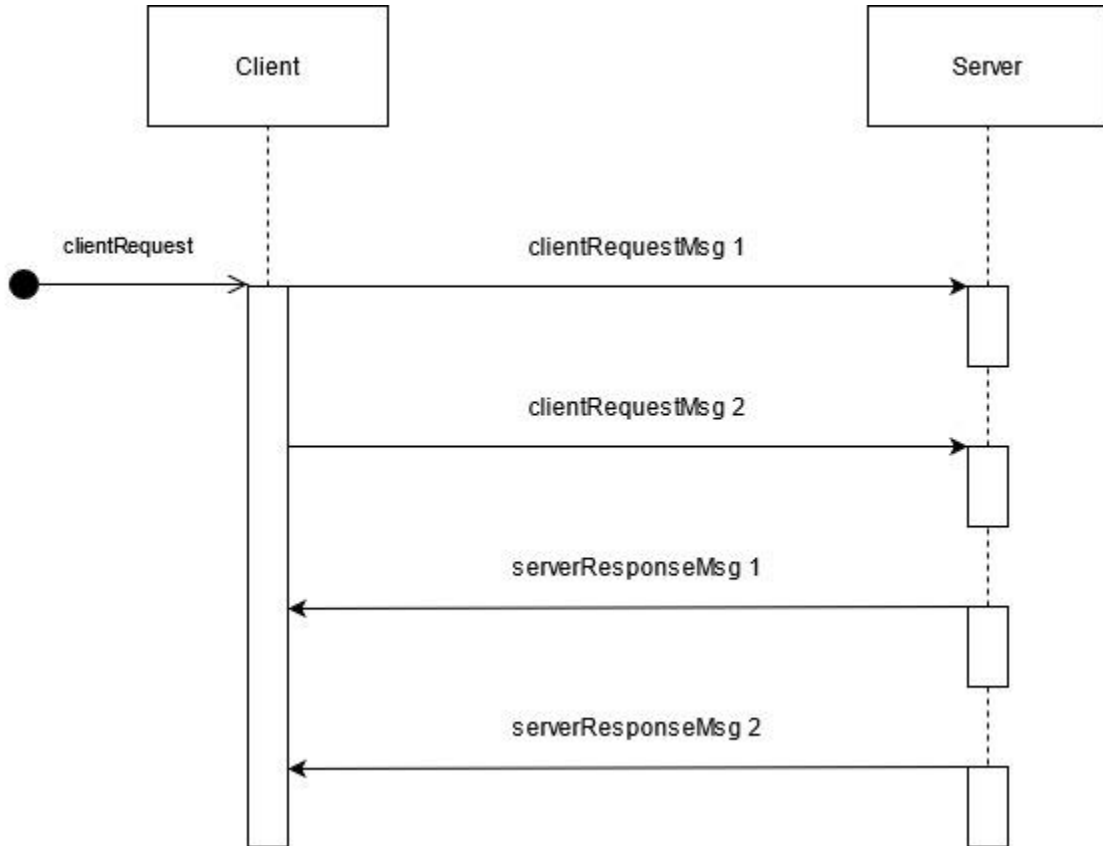 Client
Server
clientRequest
clientRequestMsg 1
clientRequestMsg 2
serverResponseMsg 1
serverResponseMsg 2